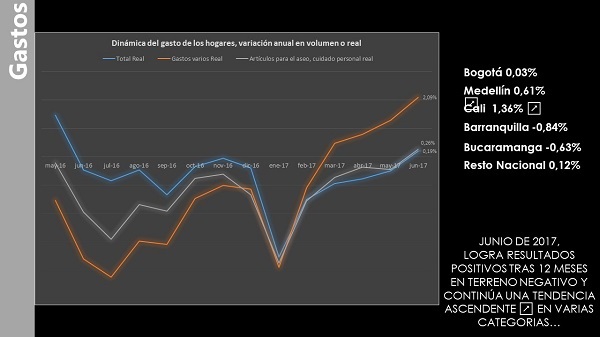 Gastos
Dinámica del gasto de los hogares, variación anual en volumen o real
Total Real
Gastos varios Real
Artículos para el aseo, cuidado personal real
2,09%
0,26%
0,19%
may-16 jun-16 jul-16 ago-16 sep-16 oct-16 nov-16 dic-16 ene-17 feb-17 mar-17 abr-17 may-17 jun-17
Bogotá 0,03%
Medellín 0,61%
Cali 1,36%
Barranquilla -0,84%
Bucaramanga -0,63%
Resto Nacional 0,12%
JUNIO DE 2017,
LOGRA RESULTADOS
POSITIVOS TRAS 12 MESES
EN TERRENO NEGATIVO Y
CONTINÚA UNA TENDENCIA
ASCENDENTE EN VARIAS
CATEGORIAS...